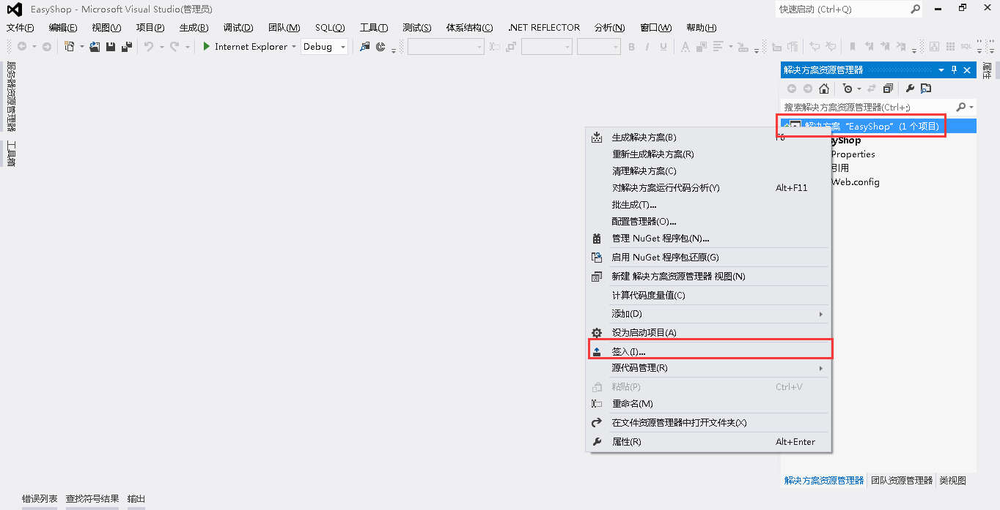 EasyShop - Microsoft Visual Studio(管理员)
快速启动 (Ctrl+Q)
文件(F) 编辑(E) 视图(V) 项目(P) 生成(B) 调试(D) 团队(M) SQL(Q) 工具(T) 测试(S) 体系结构(C) .NET REFLECTOR 分析(N) 窗口(W) 帮助(H)
Internet Explorer Debug
B I U A SQL
服务器资源管理器
工具箱
解决方案资源管理器
属性
搜索解决方案资源管理器(Ctrl+;)
解决方案 "EasyShop" (1 个项目)
yShop
Properties
引用
Web.config
生成解决方案(B) F6
重新生成解决方案(R)
清理解决方案(C)
对解决方案运行代码分析(Y) Alt+F11
批生成(T)...
配置管理器(O)...
管理 NuGet 程序包(N)...
启用 NuGet 程序包还原(G)
新建 解决方案资源管理器 视图(N)
计算代码度量值(C)
添加(D)
设为启动项目(A)
签入(I)...
源代码管理(R)
粘贴(P) Ctrl+V
重命名(M)
在文件资源管理器中打开文件夹(X)
属性(R) Alt+Enter
解决方案资源管理器 团队资源管理器 类视图
错误列表 查找符号结果 输出